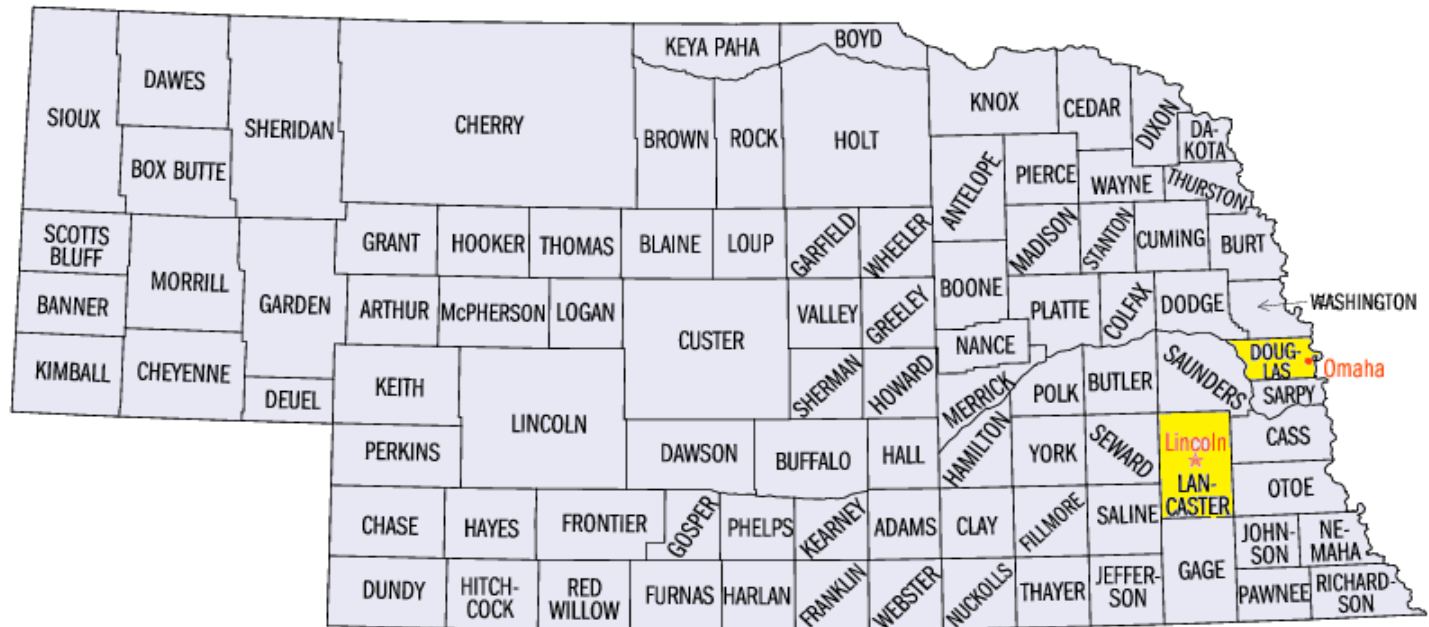 KEYA PAHA
BOYD
DAWES
SIOUX
SHERIDAN
CHERRY
BROWN
ROCK
HOLT
KNOX
CEDAR
DIXON
DA-
KOTA
BOX BUTTE
ANTELOPE
PIERCE
WAYNE
THURSTON
SCOTTS
BLUFF
MORRILL
GRANT
HOOKER
THOMAS
BLAINE
LOUP
GARFIELD
WHEELER
MADISON
STANTON
CUMING
BURT
BANNER
GARDEN
ARTHUR
McPHERSON
LOGAN
CUSTER
VALLEY
GREELEY
BOONE
PLATTE
COLFAX
DODGE
WASHINGTON
KIMBALL
CHEYENNE
DEUEL
KEITH
LINCOLN
SHERMAN
HOWARD
NANCE
MERRICK
POLK
BUTLER
SAUNDERS
DOUG-
LAS
Omaha
SARPY
PERKINS
DAWSON
BUFFALO
HALL
HAMILTON
YORK
SEWARD
Lincoln
LAN-
CASTER
CASS
OTOE
CHASE
HAYES
FRONTIER
GOSPER
PHELPS
KEARNEY
ADAMS
CLAY
FILLMORE
SALINE
JOHN-
SON
NE-
MAHA
DUNDY
HITCH-
COCK
RED
WILLOW
FURNAS
HARLAN
FRANKLIN
WEBSTER
NUCKOLLS
THAYER
JEFFER-
SON
GAGE
PAWNEE
RICHARD
SON